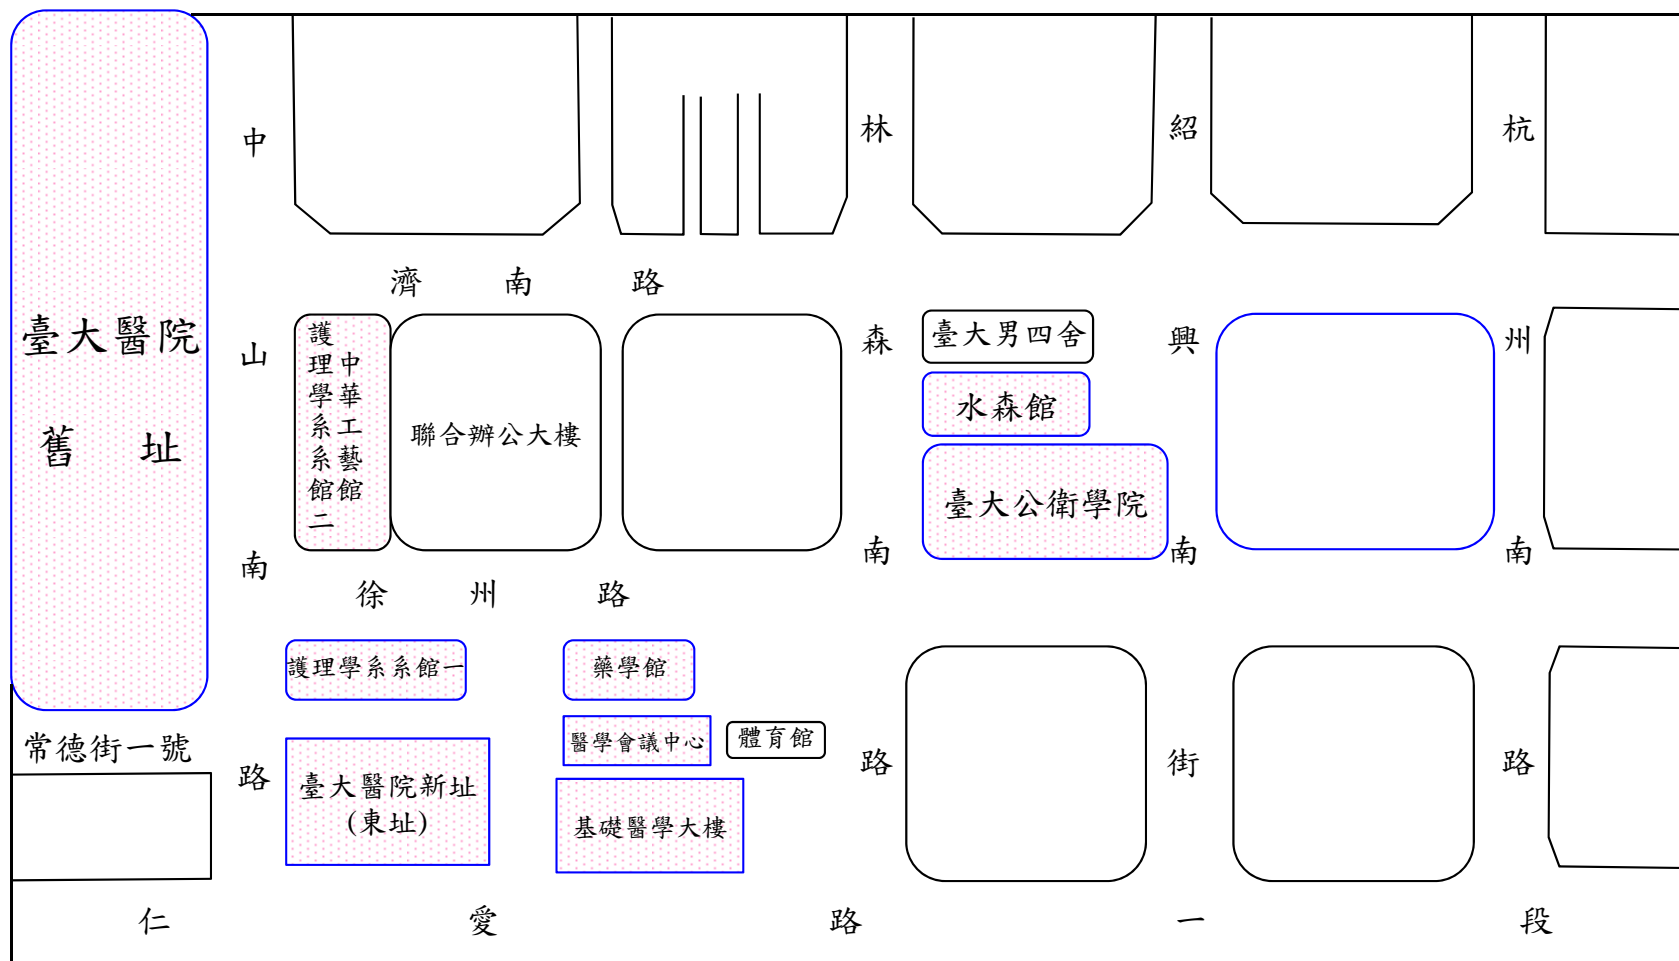 臺大醫院
舊址
常德街一號
中山南路
濟南路
護理學系系館二
中華工藝館
聯合辦公大樓
徐州路
護理學系系館一
藥學館
醫學會議中心
體育館
臺大醫院新址
(東址)
基礎醫學大樓
林森南路
臺大男四舍
水森館
臺大公衛學院
紹興南街
杭州南路
仁愛路一段